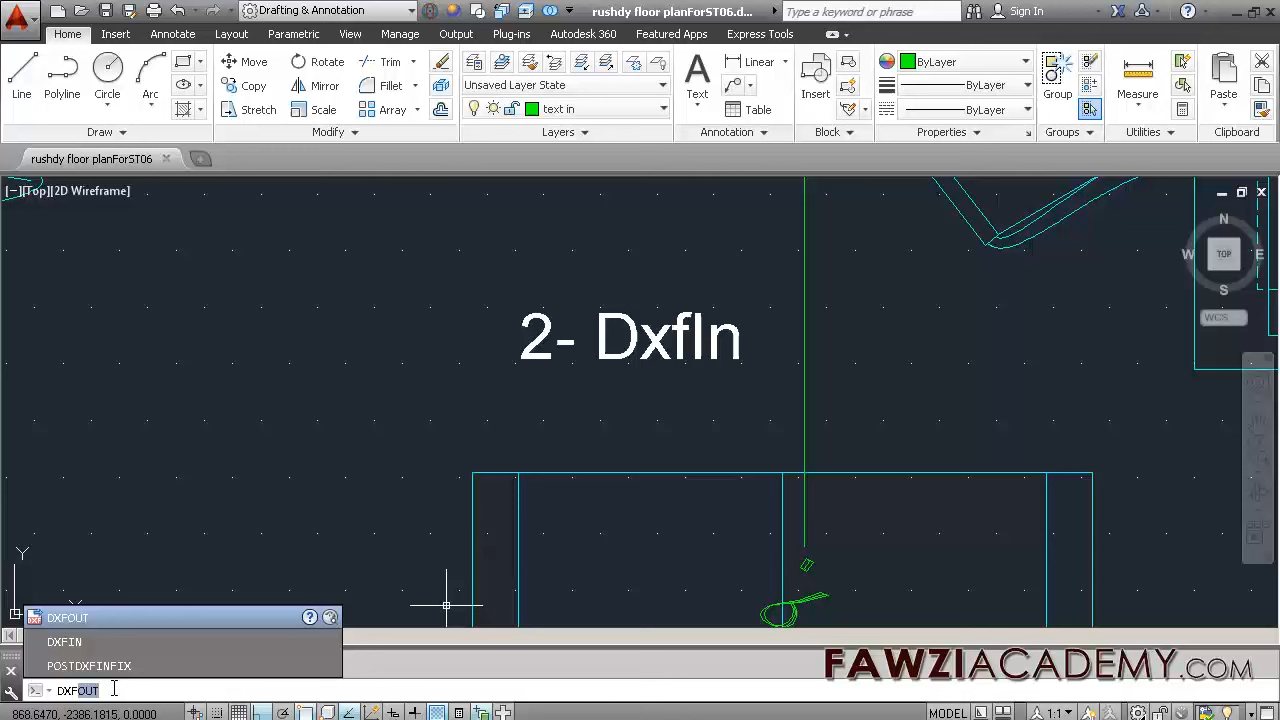 Drafting & Annotation
rushdy floor planForST06.d...
Type a keyword or phrase
Sign In
Home Insert Annotate Layout Parametric View Manage Output Plug-ins Autodesk 360 Featured Apps Express Tools
Line Polyline Circle Arc
Move Rotate Trim
Copy Mirror Fillet
Stretch Scale Array
Unsaved Layer State
text in
Text
Linear
Table
Insert
ByLayer
ByLayer
ByLayer
Group
Measure
Paste
Draw Modify Layers Annotation Block Properties Groups Utilities Clipboard
rushdy floor planForST06
[−][Top][2D Wireframe]
N
W TOP E
S
WCS
2- DxfIn
Y
DXFOUT
DXFIN
POSTDXFINFIX
DXFOUT
FAWZIACADEMY.COM
868.6470, -2386.1815, 0.0000
MODEL
1:1